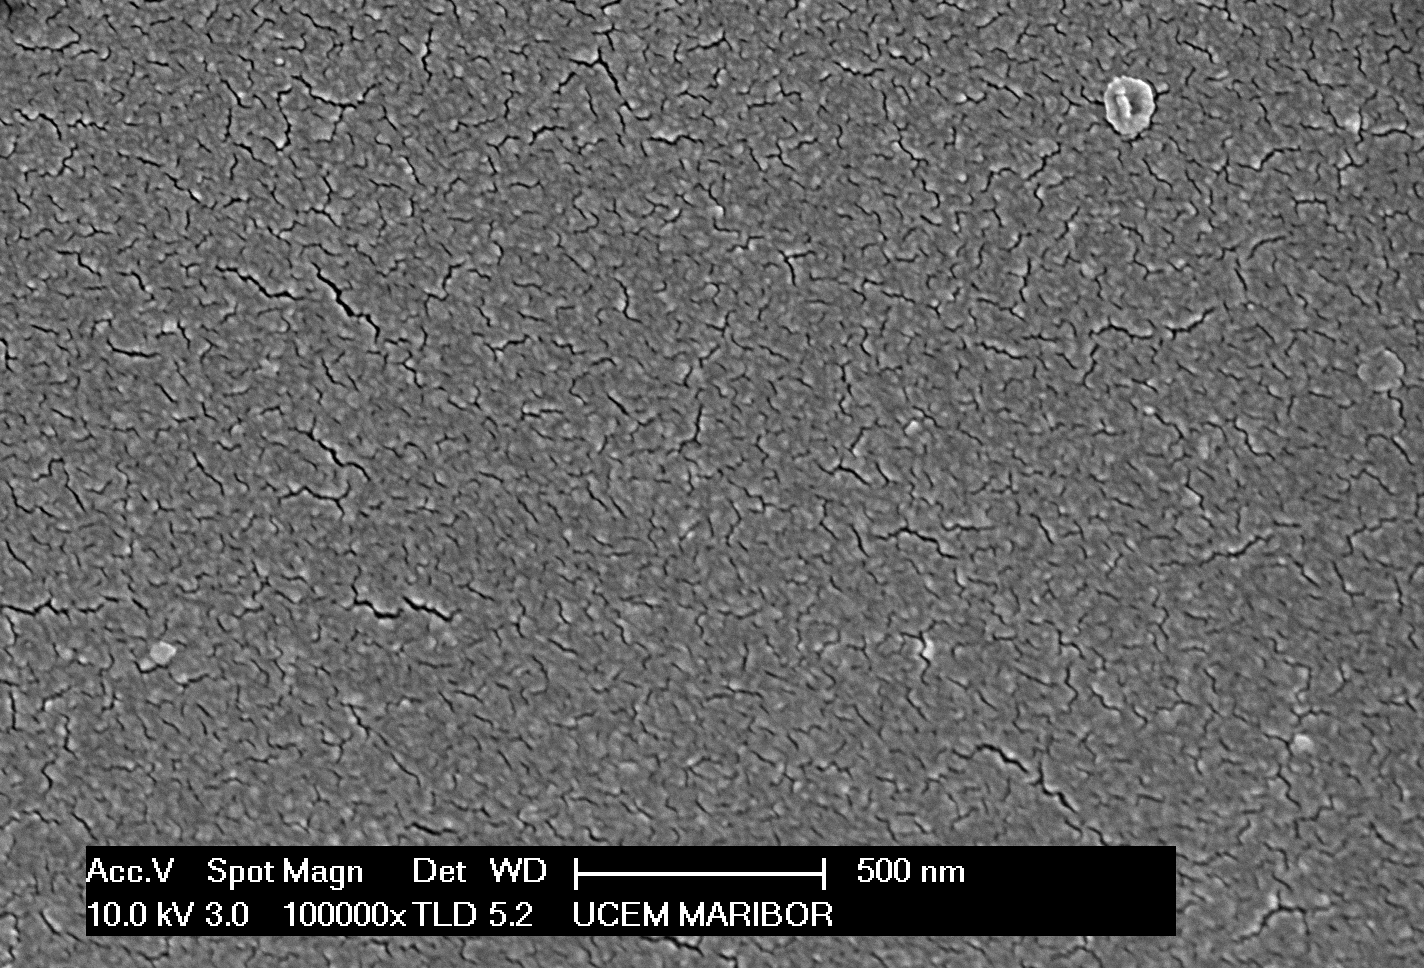 Acc.V Spot Magn Det WD 500 nm
10.0 kV 3.0 100000x TLD 5.2 UCEM MARIBOR